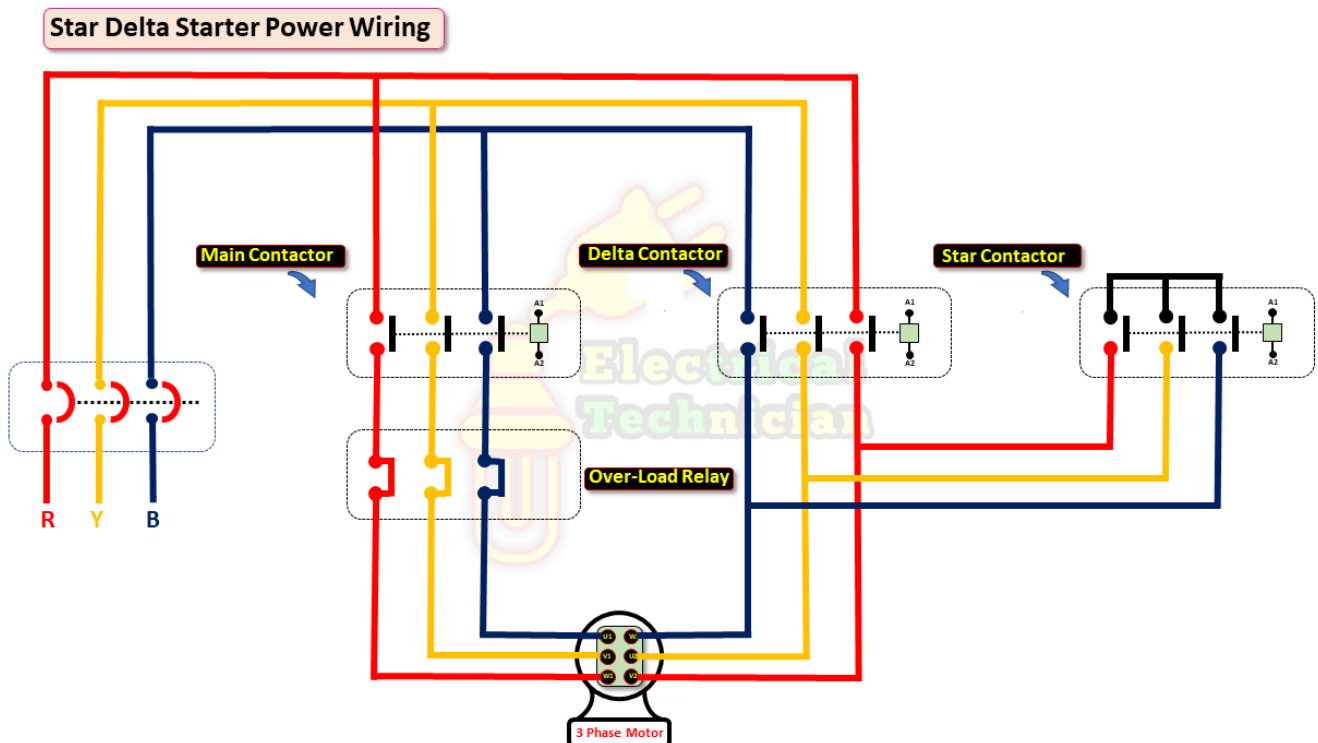 Star Delta Starter Power Wiring
Main Contactor
Delta Contactor
Star Contactor
A1
A1
A1
A2
A2
A2
Electrical
Technician
Over-Load Relay
R Y B
U1
V1 U2
W1 V2
3 Phase Motor